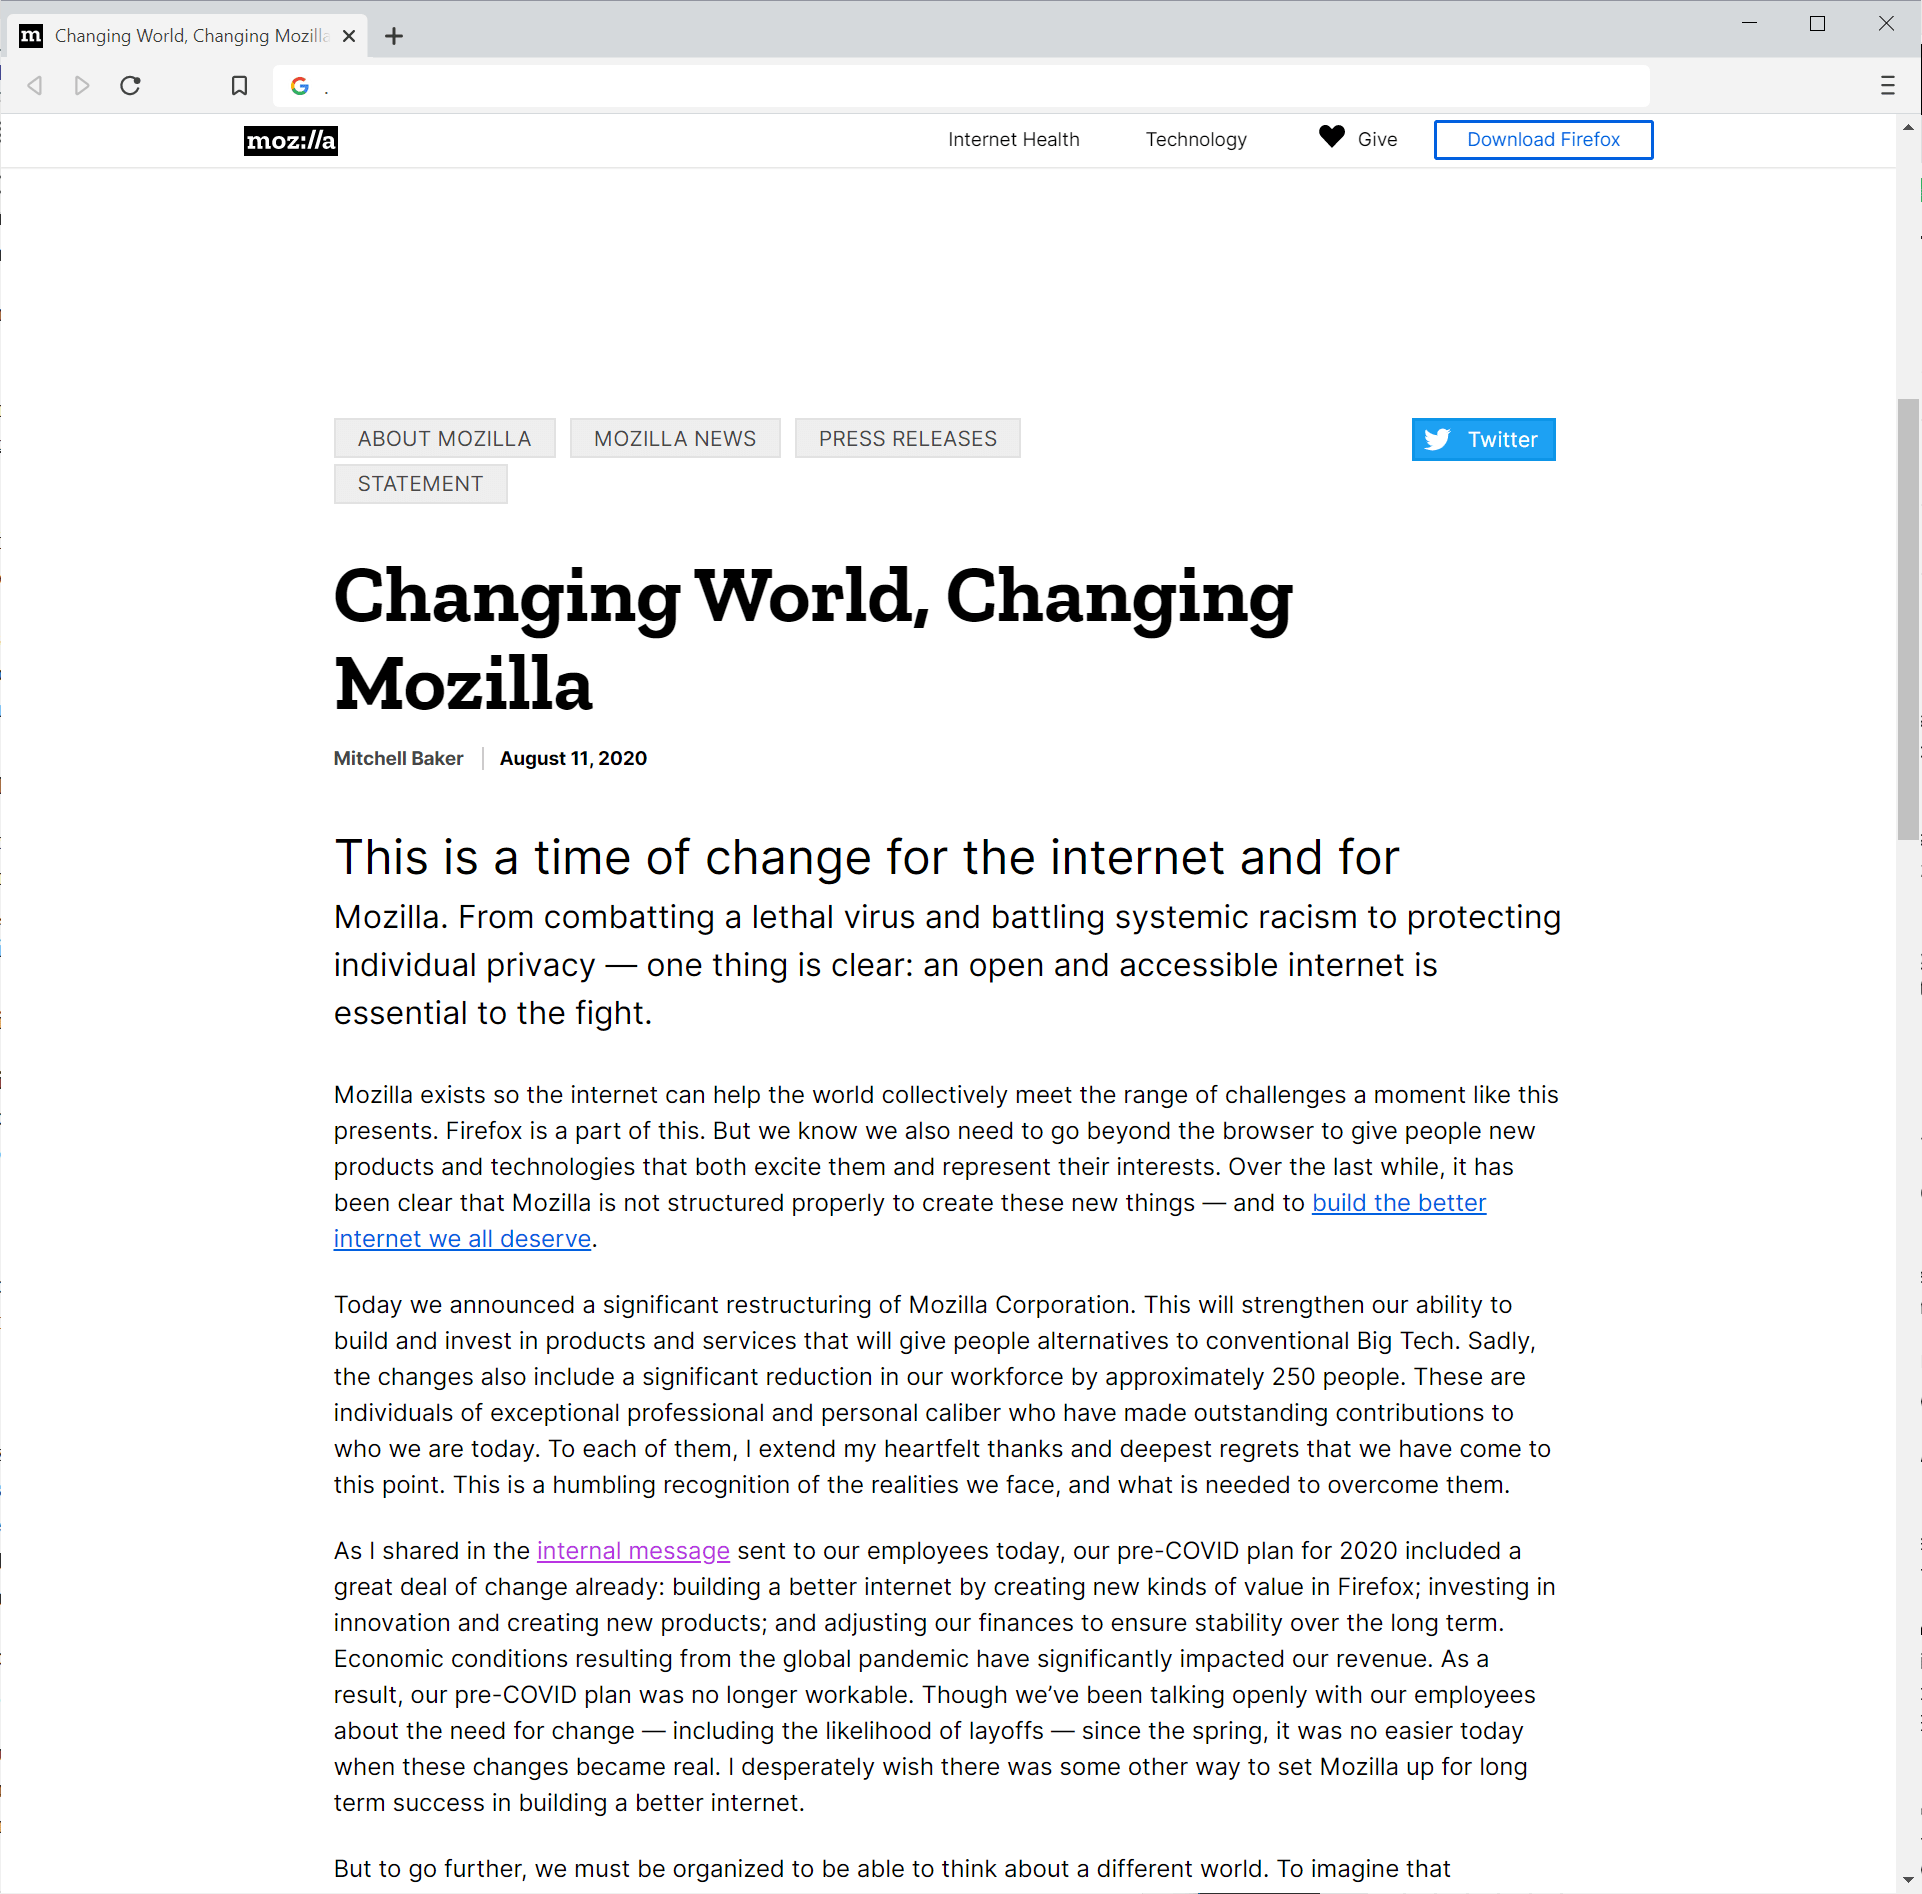 m Changing World, Changing Mozilla
G .
moz://a Internet Health Technology Give Download Firefox
ABOUT MOZILLA MOZILLA NEWS PRESS RELEASES Twitter
STATEMENT
Changing World, Changing
Mozilla
Mitchell Baker August 11, 2020
This is a time of change for the internet and for
Mozilla. From combatting a lethal virus and battling systemic racism to protecting
individual privacy — one thing is clear: an open and accessible internet is
essential to the fight.
Mozilla exists so the internet can help the world collectively meet the range of challenges a moment like this
presents. Firefox is a part of this. But we know we also need to go beyond the browser to give people new
products and technologies that both excite them and represent their interests. Over the last while, it has
been clear that Mozilla is not structured properly to create these new things — and to build the better
internet we all deserve.
Today we announced a significant restructuring of Mozilla Corporation. This will strengthen our ability to
build and invest in products and services that will give people alternatives to conventional Big Tech. Sadly,
the changes also include a significant reduction in our workforce by approximately 250 people. These are
individuals of exceptional professional and personal caliber who have made outstanding contributions to
who we are today. To each of them, I extend my heartfelt thanks and deepest regrets that we have come to
this point. This is a humbling recognition of the realities we face, and what is needed to overcome them.
As I shared in the internal message sent to our employees today, our pre-COVID plan for 2020 included a
great deal of change already: building a better internet by creating new kinds of value in Firefox; investing in
innovation and creating new products; and adjusting our finances to ensure stability over the long term.
Economic conditions resulting from the global pandemic have significantly impacted our revenue. As a
result, our pre-COVID plan was no longer workable. Though we’ve been talking openly with our employees
about the need for change — including the likelihood of layoffs — since the spring, it was no easier today
when these changes became real. I desperately wish there was some other way to set Mozilla up for long
term success in building a better internet.
But to go further, we must be organized to be able to think about a different world. To imagine that